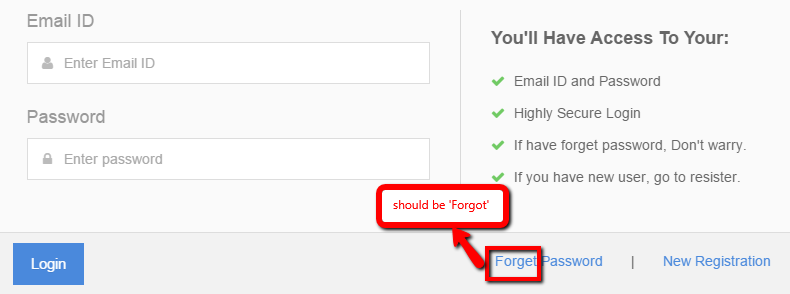 Email ID
Enter Email ID
Password
Enter password
You'll Have Access To Your:
Email ID and Password
Highly Secure Login
If have forget password, Don't warry.
If you have new user, go to resister.
should be 'Forgot'
Login
Forget Password | New Registration